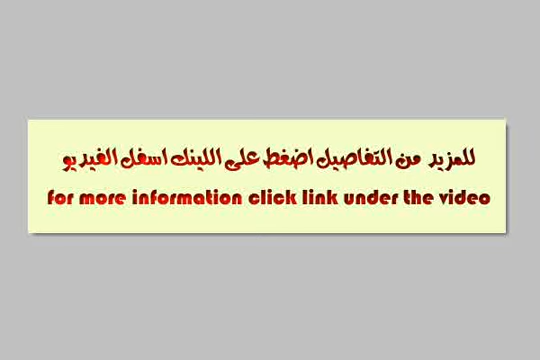 للمزيد من التفاصيل اضغط على اللينك اسفل الفيديو
for more information click link under the video